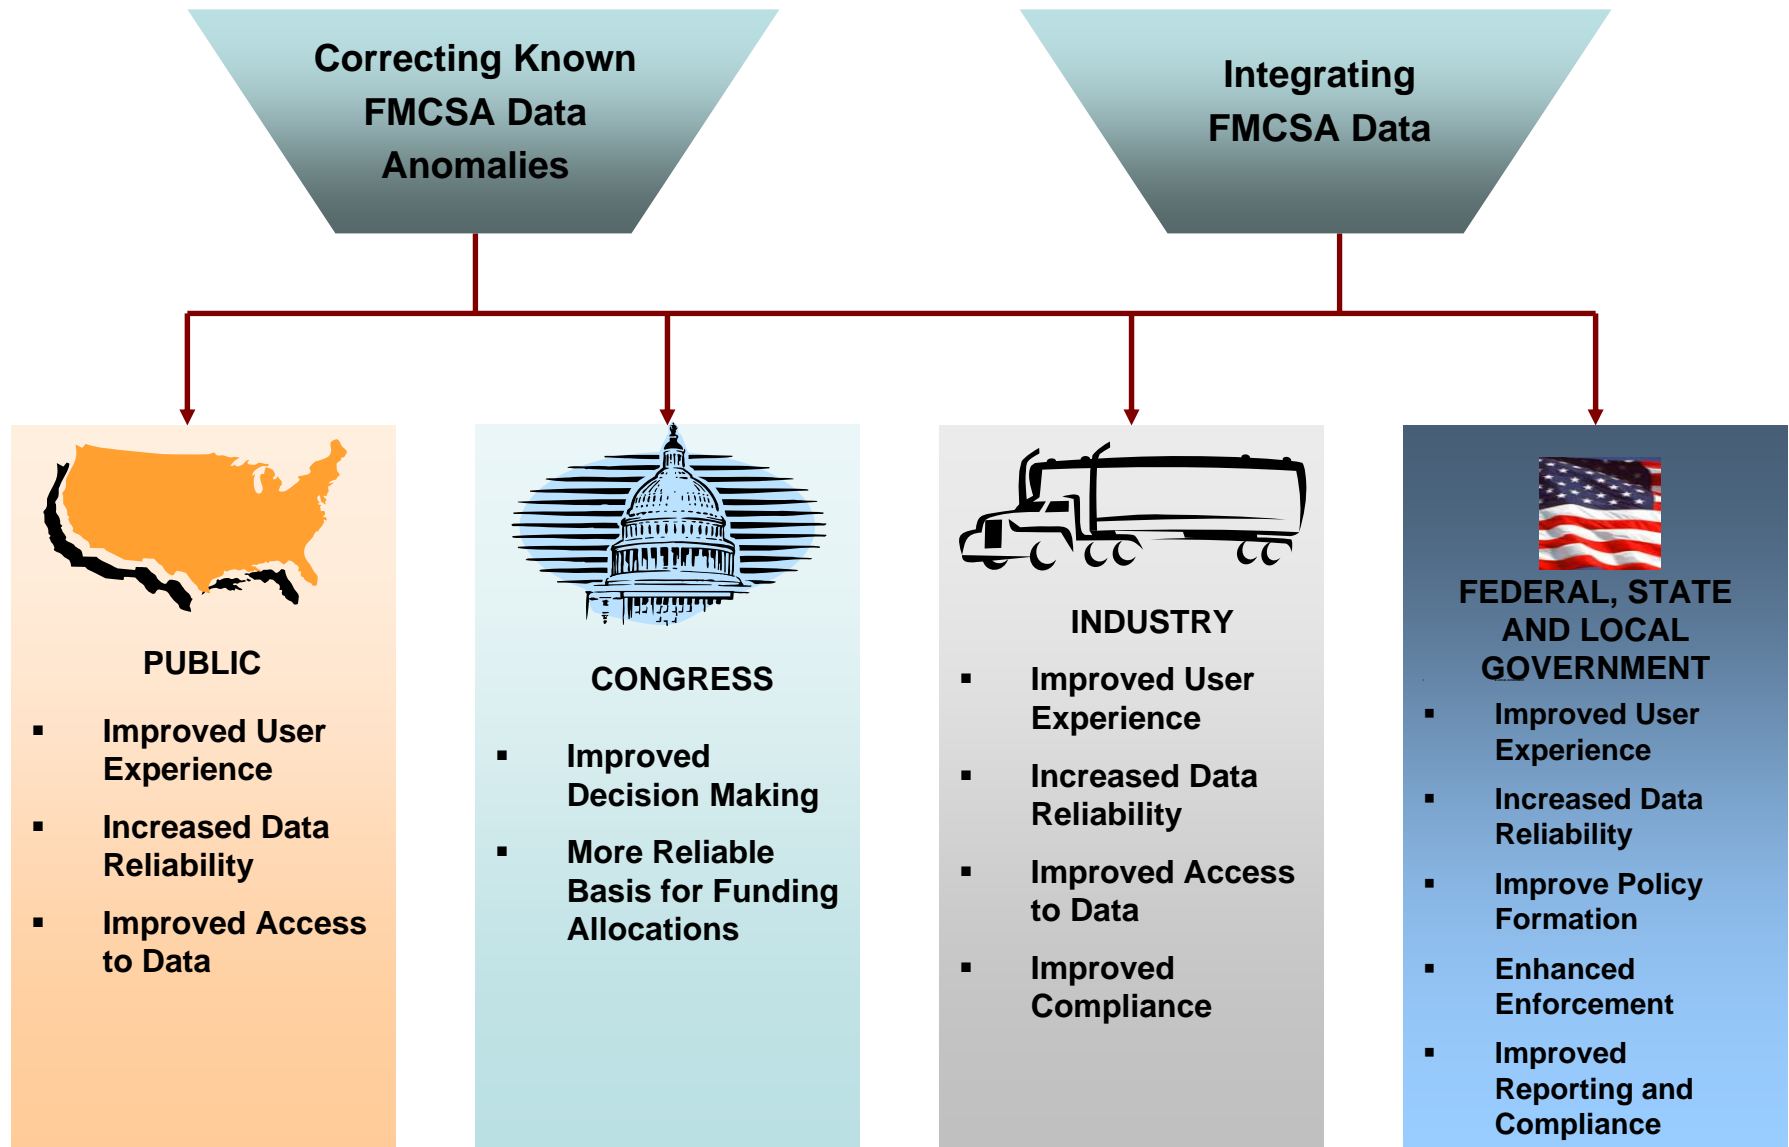 Correcting Known
FMCSA Data
Anomalies
Integrating
FMCSA Data
PUBLIC
▪ Improved User
Experience
▪ Increased Data
Reliability
▪ Improved Access
to Data
CONGRESS
▪ Improved
Decision Making
▪ More Reliable
Basis for Funding
Allocations
INDUSTRY
▪ Improved User
Experience
▪ Increased Data
Reliability
▪ Improved Access
to Data
▪ Improved
Compliance
FEDERAL, STATE
AND LOCAL
GOVERNMENT
▪ Improved User
Experience
▪ Increased Data
Reliability
▪ Improve Policy
Formation
▪ Enhanced
Enforcement
▪ Improved
Reporting and
Compliance